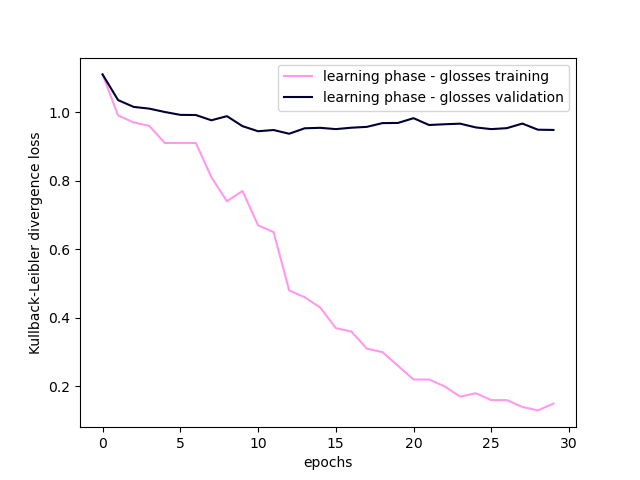 learning phase - glosses training
learning phase - glosses validation
Kullback-Leibler divergence loss
1.0
0.8
0.6
0.4
0.2
0 5 10 15 20 25 30
epochs